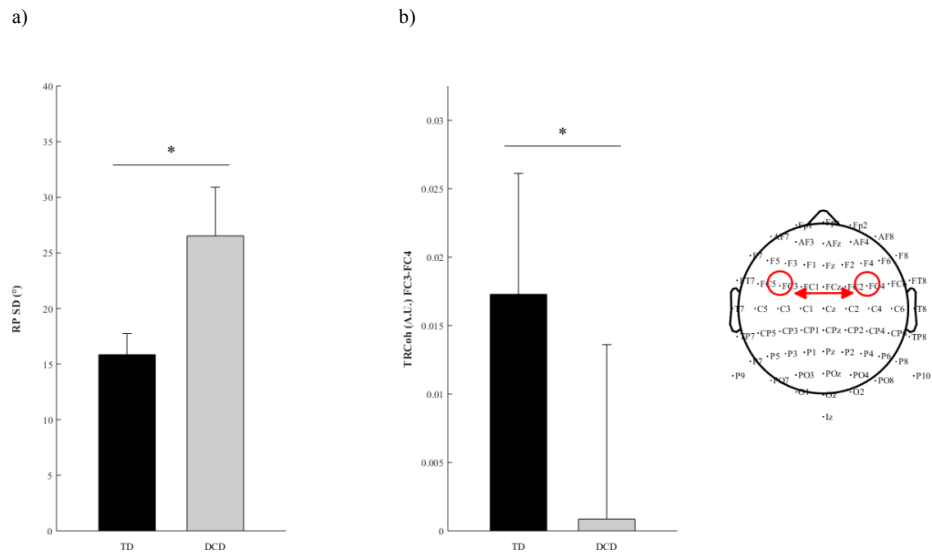 a)
b)
40
35
30
25
20
15
10
5
0
RP SD (°)
*
TD
DCD
0.03
0.025
0.02
0.015
0.01
0.005
0
TRCoh (A.U.) FC3-FC4
*
TD
DCD
Fp1 Fpz Fp2
AF7 AF3 AFz AF4 AF8
F7 F5 F3 F1 Fz F2 F4 F6 F8
FT7 FC5 FC3 FC1 FCz FC2 FC4 FC6 FT8
T7 C5 C3 C1 Cz C2 C4 C6 T8
TP7 CP5 CP3 CP1 CPz CP2 CP4 CP6 TP8
P9 P7 P5 P3 P1 Pz P2 P4 P6 P8 P10
PO7 PO3 POz PO4 PO8
O1 Oz O2
Iz